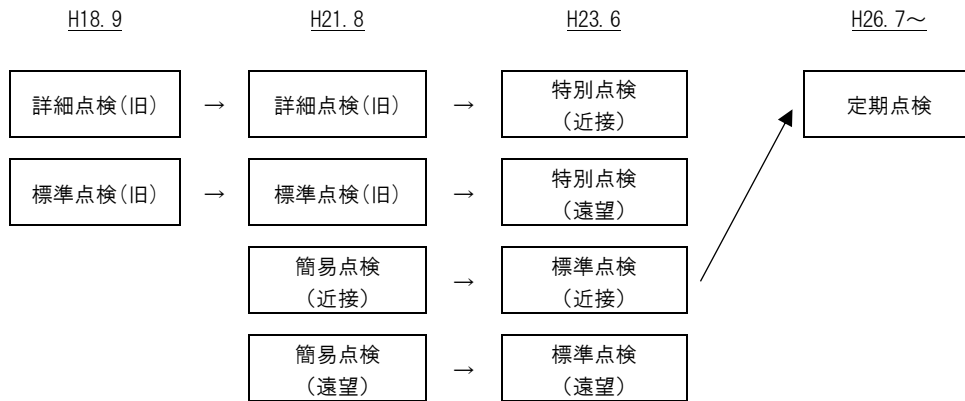 H18. 9 H21. 8 H23. 6 H26. 7～
詳細点検(旧) → 詳細点検(旧) → 特別点検
（近接） 定期点検
標準点検(旧) → 標準点検(旧) → 特別点検
（遠望）
簡易点検
（近接） → 標準点検
（近接）
簡易点検
（遠望） → 標準点検
（遠望）